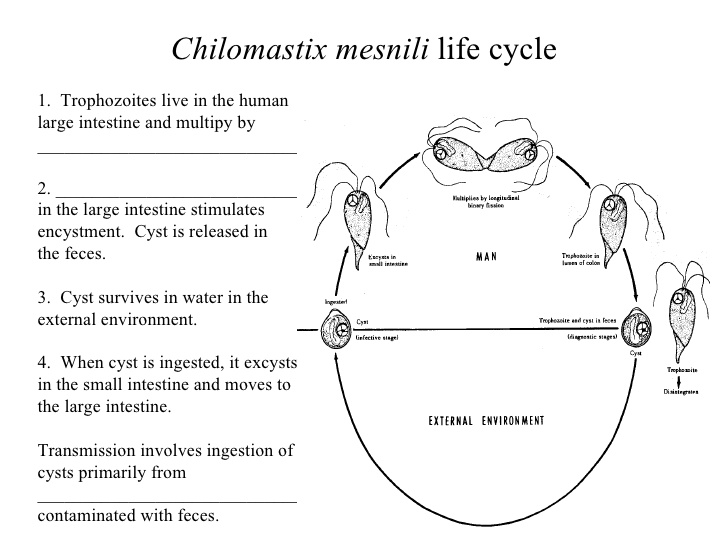 Chilomastix mesnili life cycle
1. Trophozoites live in the human
large intestine and multipy by
______________________________
2. ____________________________
in the large intestine stimulates
encystment. Cyst is released in
the feces.
3. Cyst survives in water in the
external environment.
4. When cyst is ingested, it excysts
in the small intestine and moves to
the large intestine.
Transmission involves ingestion of
cysts primarily from
______________________________
contaminated with feces.
Multiplies by longitudinal
binary fission
Excysts in
small intestine
MAN
Trophozoite in
lumen of colon
Ingested
Cyst
(infective stage)
Trophozoite and cyst in feces
(diagnostic stages)
Cyst
Trophozoite
Disintegrates
EXTERNAL ENVIRONMENT